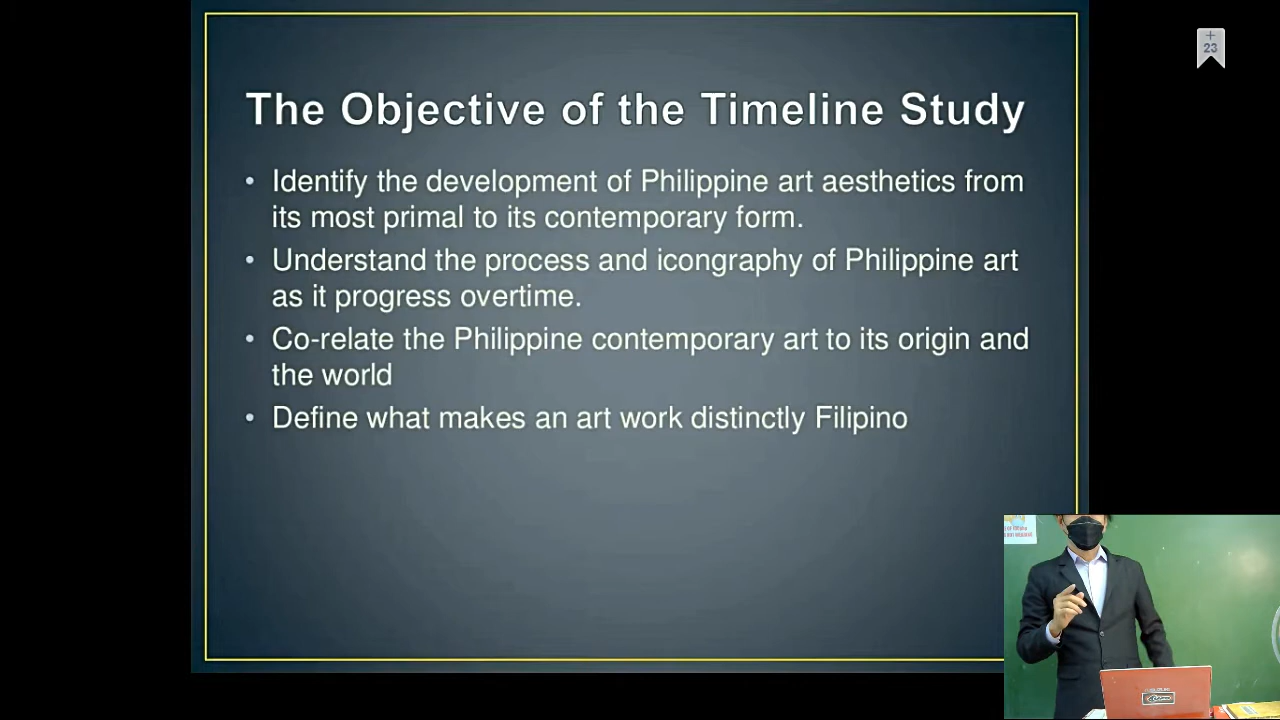 +
23
The Objective of the Timeline Study
• Identify the development of Philippine art aesthetics from
its most primal to its contemporary form.
• Understand the process and icongraphy of Philippine art
as it progress overtime.
• Co-relate the Philippine contemporary art to its origin and
the world
• Define what makes an art work distinctly Filipino